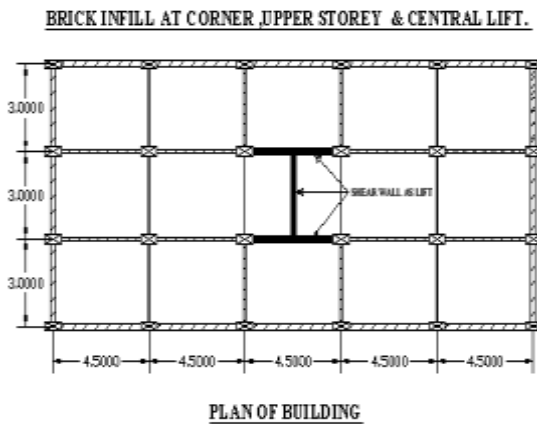 BRICK INFILL AT CORNER ,UPPER STOREY & CENTRAL LIFT.
3.0000
3.0000
SHEAR WALL AS LIFT
3.0000
4.5000 4.5000 4.5000 4.5000 4.5000
PLAN OF BUILDING